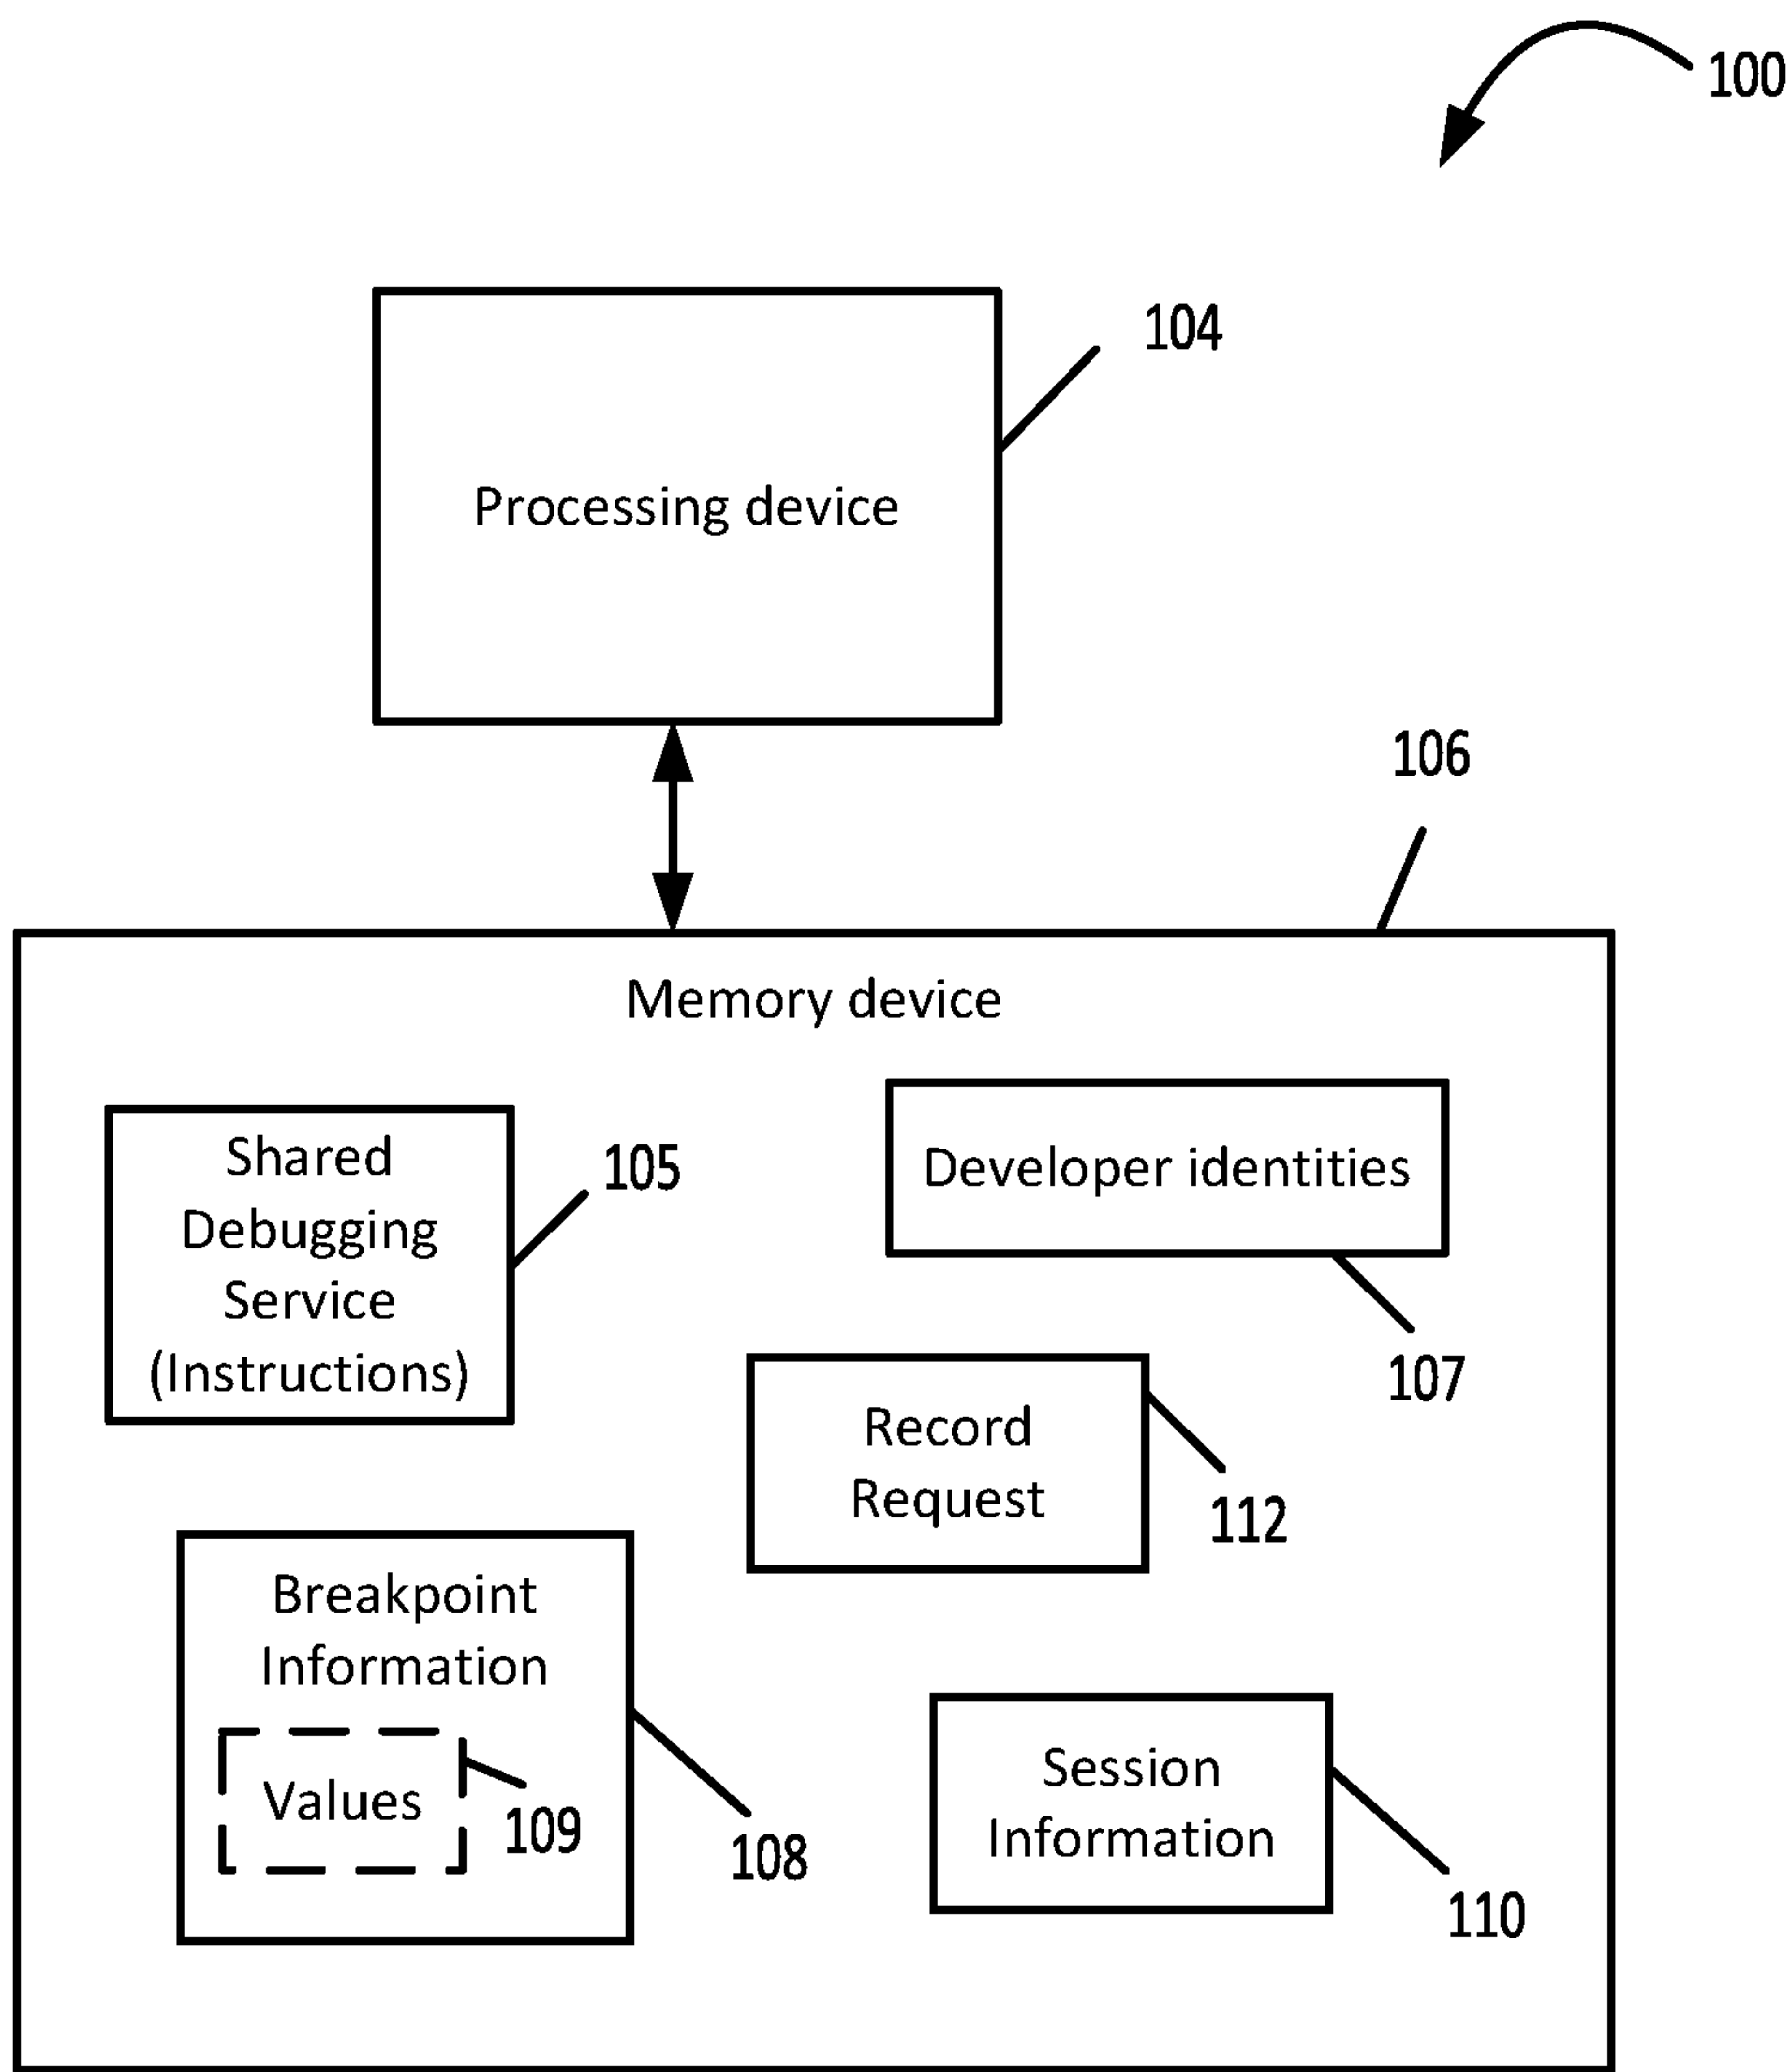 100
104
Processing device
106
Memory device
Shared
Debugging
Service
(Instructions)
105
Developer identities
107
Record
Request
112
Breakpoint
Information
Values
109
108
Session
Information
110